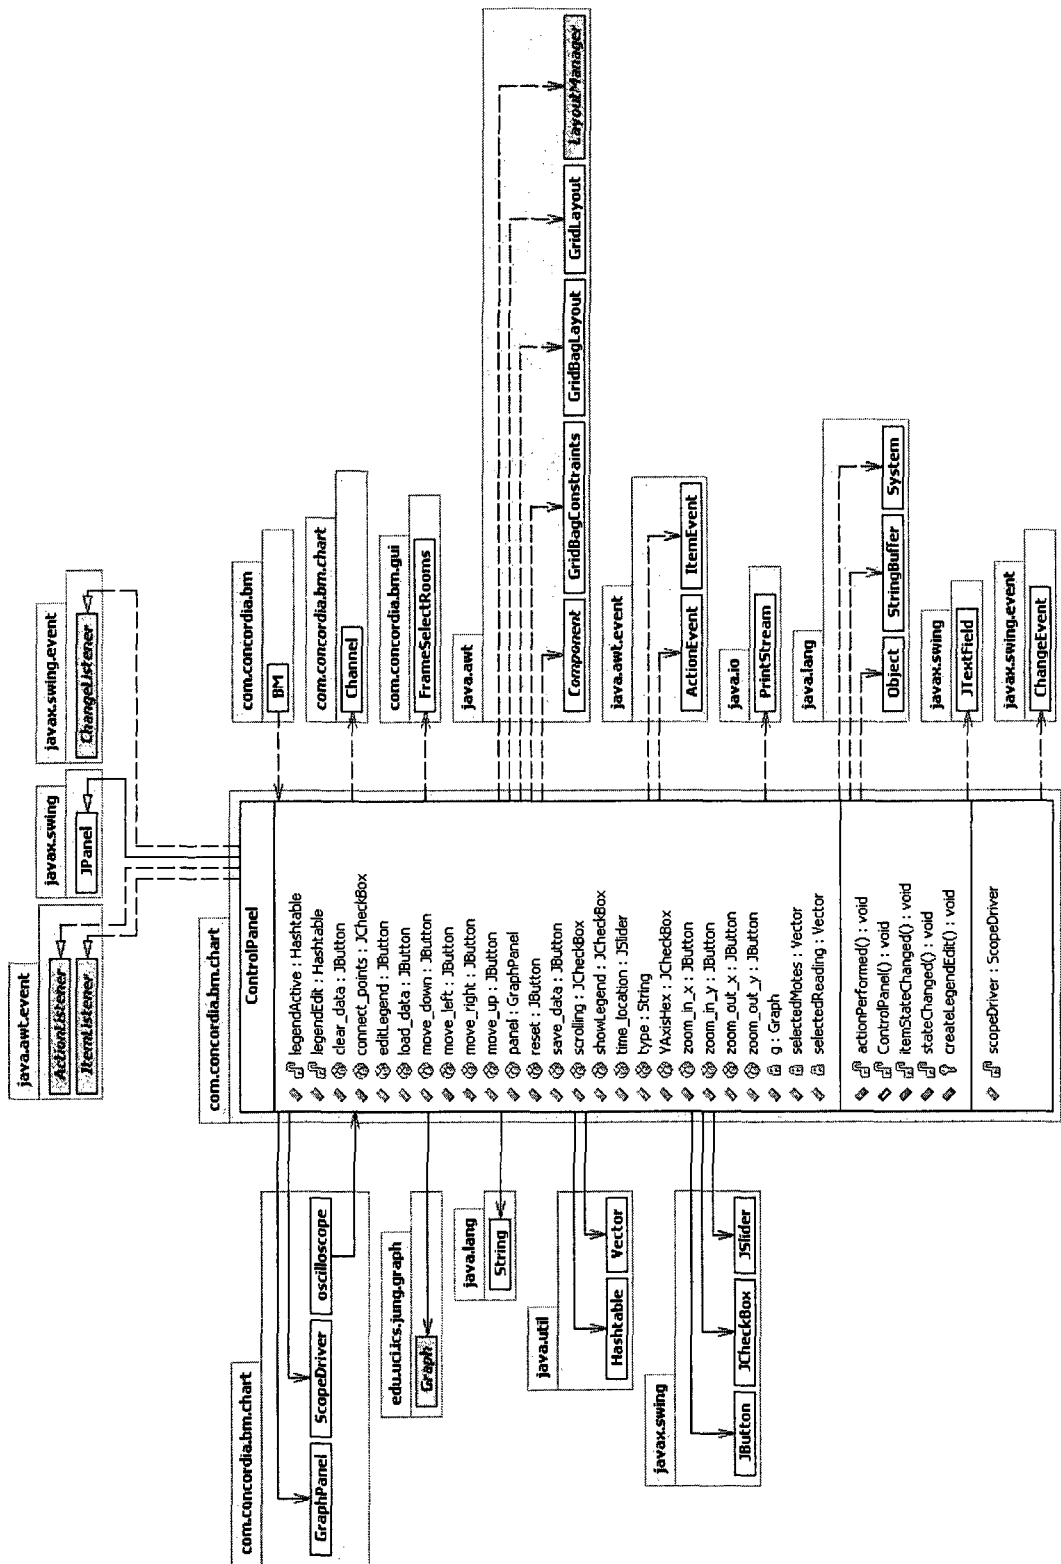 java.awt.event
ActionListener
ItemListener
javax.swing
JPanel
javax.swing.event
ChangeListener
com.concordia.bm.chart
GraphPanel
ScopeDriver
oscilloscope
edu.uci.ics.jung.graph
Graph
java.lang
String
java.util
Hashtable
Vector
javax.swing
JButton
JCheckBox
JSlider
com.concordia.bm.chart
ControlPanel
legendActive : Hashtable
legendEdit : Hashtable
clear_data : JButton
connect_points : JCheckBox
editLegend : JButton
load_data : JButton
move_down : JButton
move_left : JButton
move_right : JButton
move_up : JButton
panel : GraphPanel
reset : JButton
save_data : JButton
scrolling : JCheckBox
showLegend : JCheckBox
time_location : JSlider
type : String
YAxisHex : JCheckBox
zoom_in_x : JButton
zoom_in_y : JButton
zoom_out_x : JButton
zoom_out_y : JButton
g : Graph
selectedMotes : Vector
selectedReading : Vector
actionPerformed() : void
ControlPanel() : void
itemStateChanged() : void
stateChanged() : void
createLegendEdit() : void
scopeDriver : ScopeDriver
com.concordia.bm
BM
com.concordia.bm.chart
Channel
com.concordia.bm.gui
FrameSelectRooms
java.awt
Component
GridBagConstraints
GridBagLayout
GridLayout
LayoutManager
java.awt.event
ActionEvent
ItemEvent
java.io
PrintStream
java.lang
Object
StringBuffer
System
javax.swing
JTextField
javax.swing.event
ChangeEvent